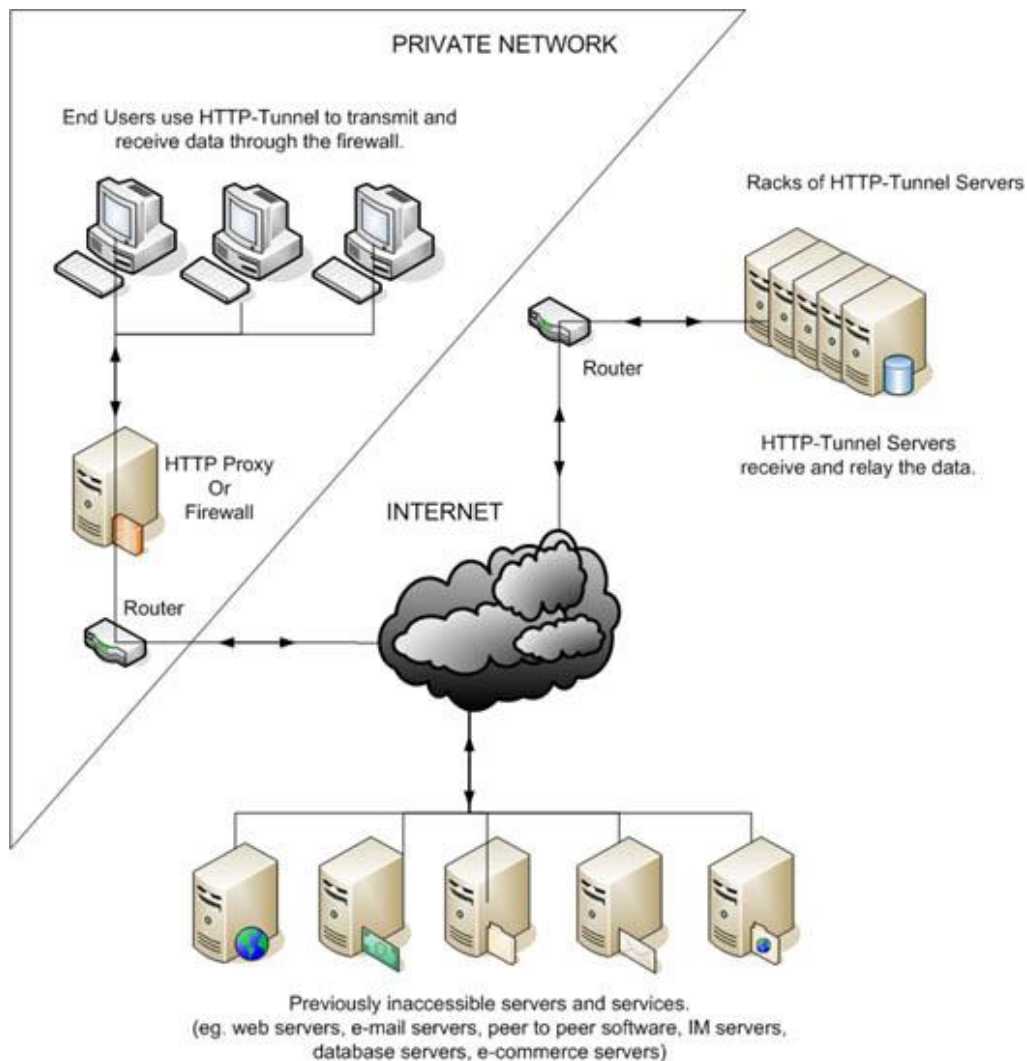 PRIVATE NETWORK
End Users use HTTP-Tunnel to transmit and
receive data through the firewall.
Racks of HTTP-Tunnel Servers
Router
HTTP-Tunnel Servers
receive and relay the data.
HTTP Proxy
Or
Firewall
INTERNET
Router
Previously inaccessible servers and services.
(eg. web servers, e-mail servers, peer to peer software, IM servers,
database servers, e-commerce servers)